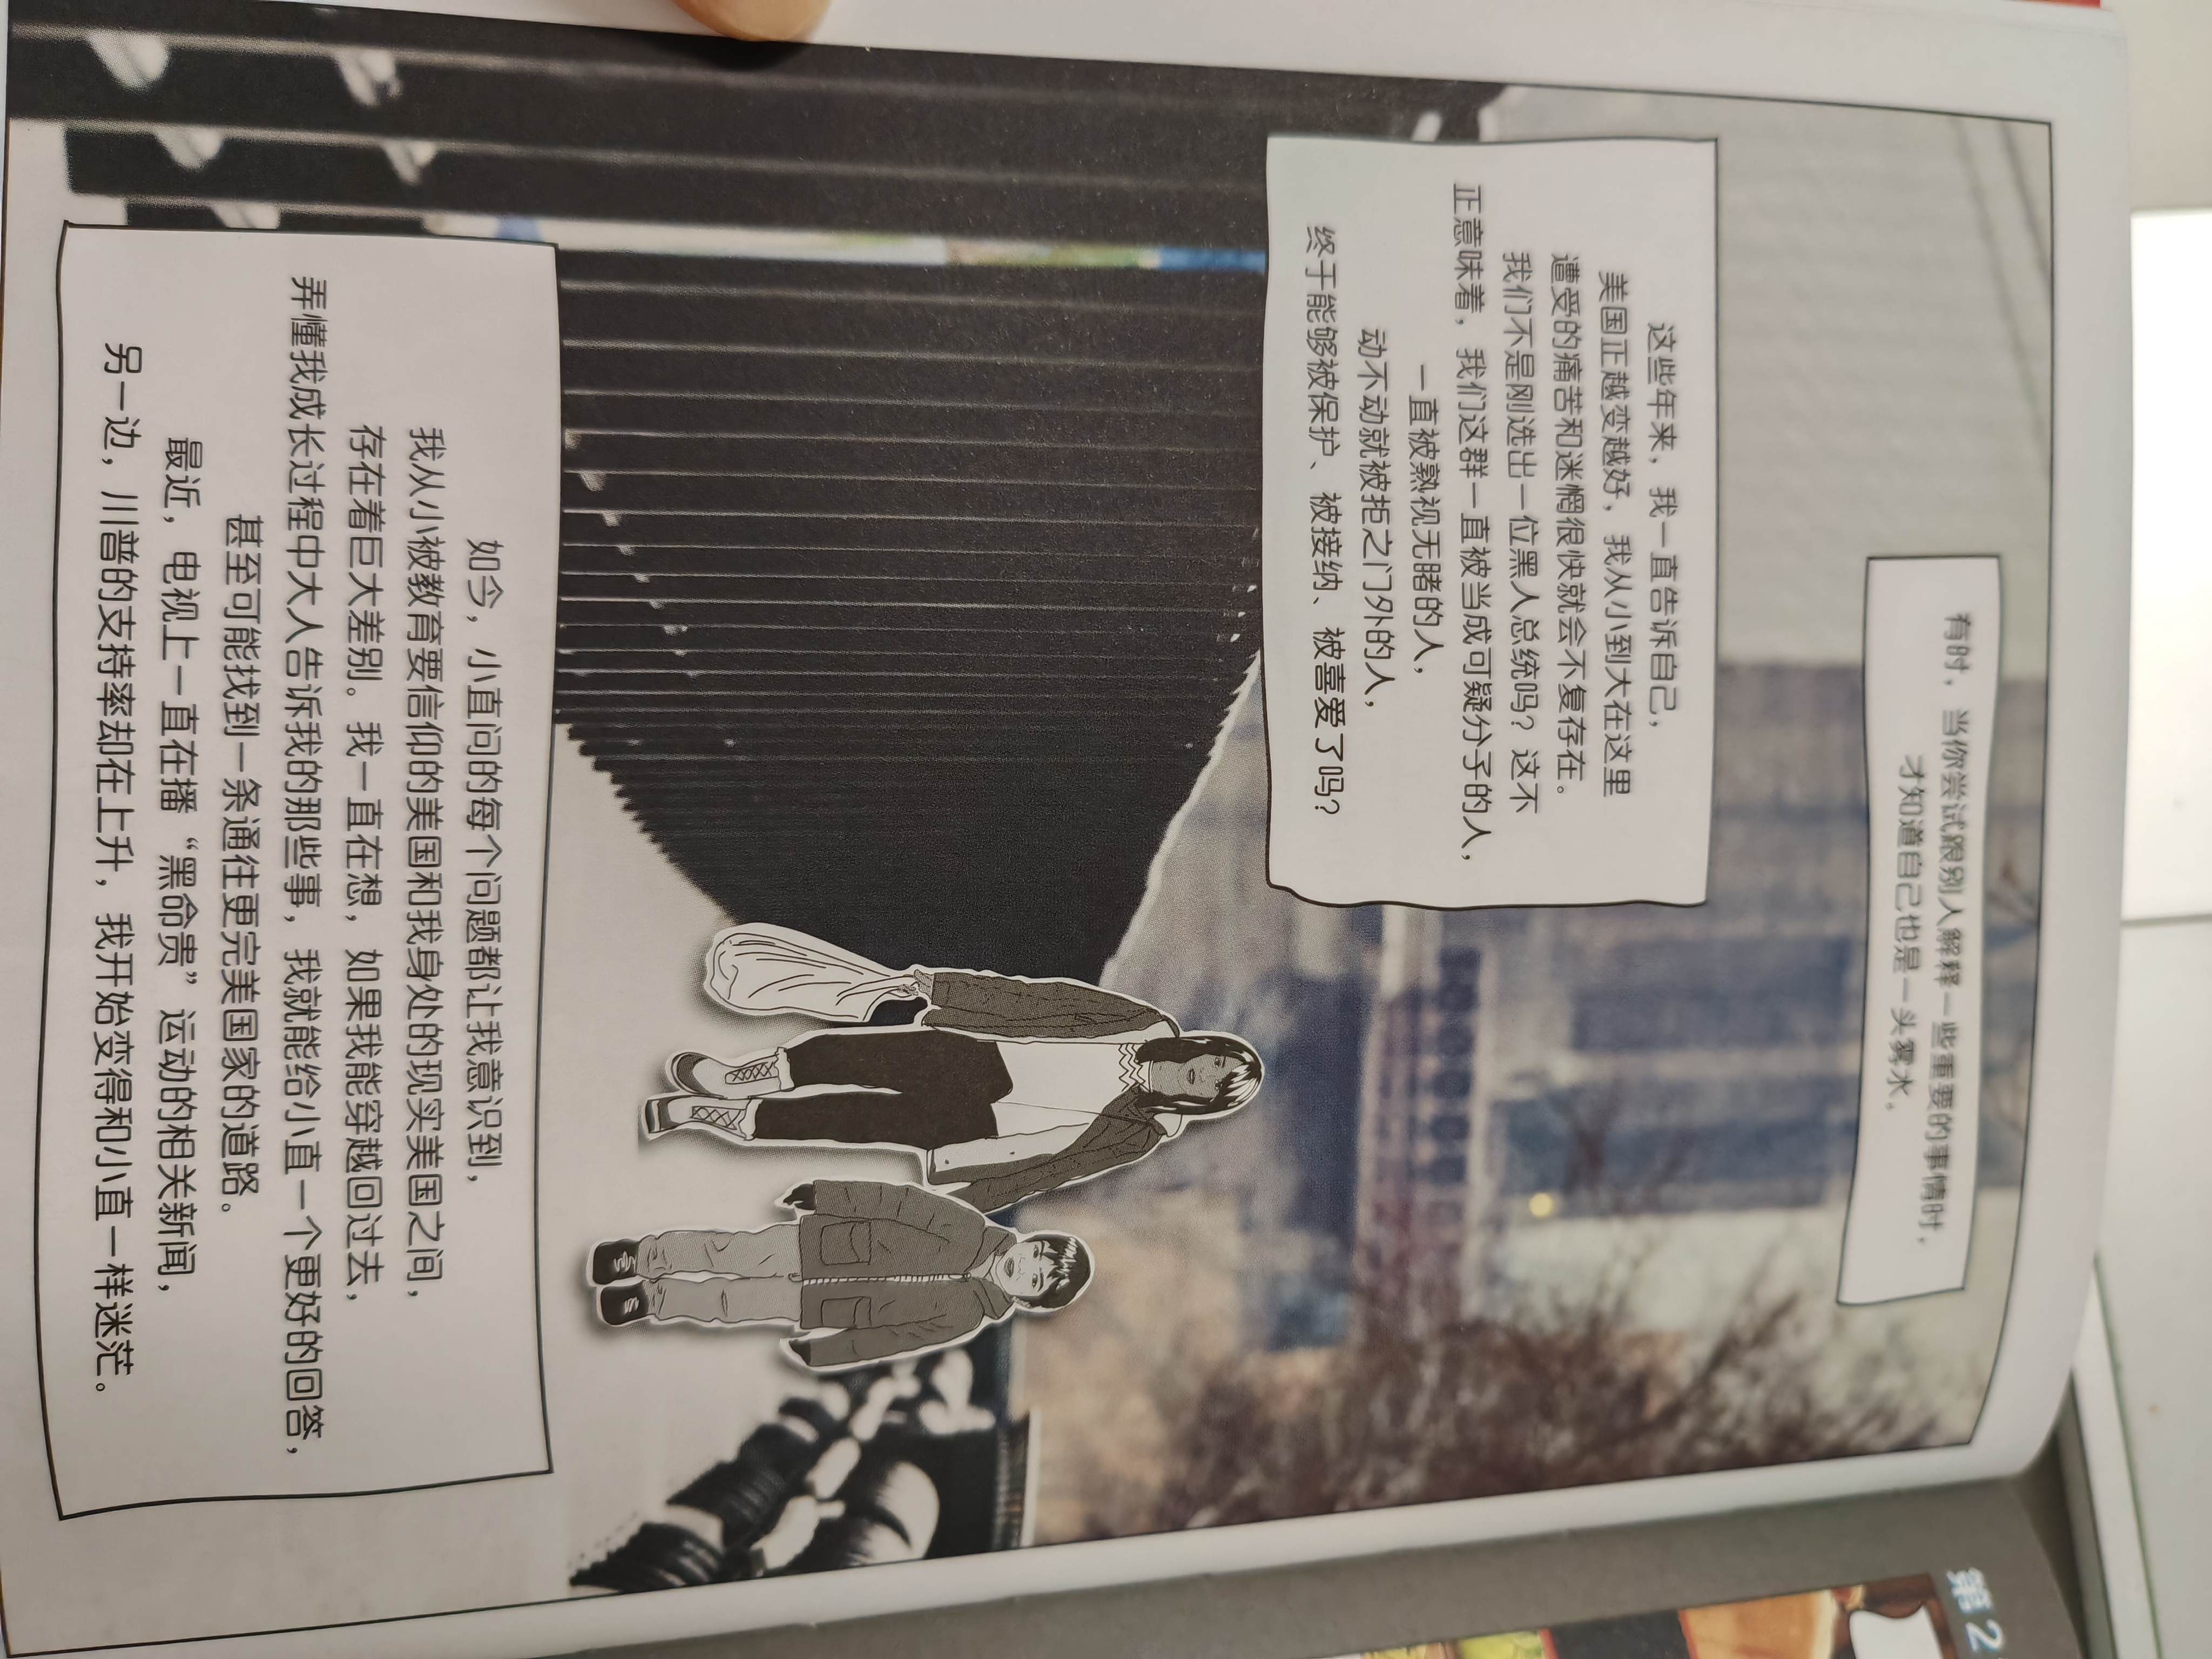 有时，当你尝试跟别人解释一些重要的事情时，
才知道自己也是一头雾水。
这些年来，我一直告诉自己，
美国正越变越好，我从小到大在这里
遭受的痛苦和迷惘很快就会不复存在。
我们不是刚选出一位黑人总统吗？这不
正意味着，我们这群一直被当成可疑分子的人，
一直被熟视无睹的人，
动不动就被拒之门外的人，
终于能够被保护、被接纳、被喜爱了吗？
如今，小直问的每个问题都让我意识到，
我从小被教育要信仰的美国和我身处的现实美国之间，
存在着巨大差别。我一直在想，如果我能穿越回过去，
弄懂我成长过程中大人告诉我的那些事，我就能给小直一个更好的回答，
甚至可能找到一条通往更完美国家的道路。
最近，电视上一直在播“黑命贵”运动的相关新闻，
另一边，川普的支持率却在上升，我开始变得和小直一样迷茫。
第2